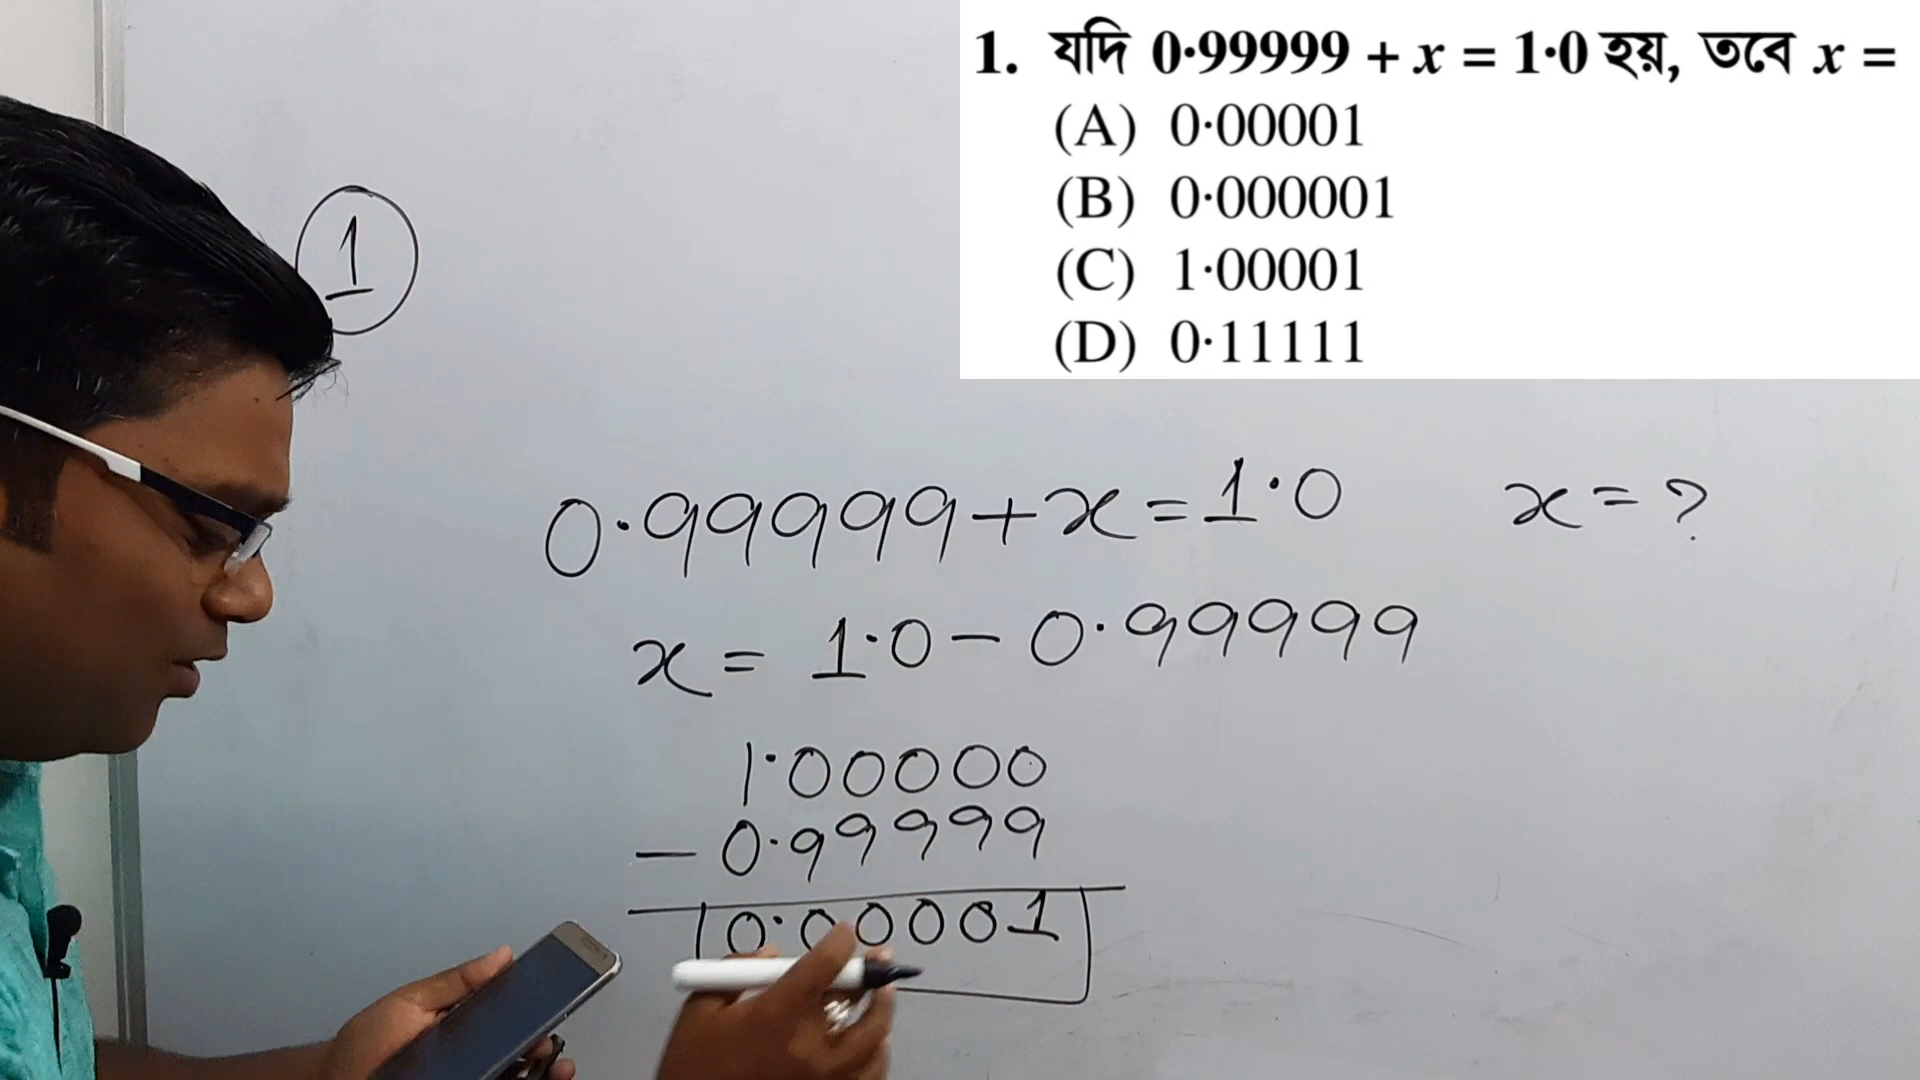 1. যদি 0·99999 + x = 1·0 হয়, তবে x =
(A) 0·00001
(B) 0·000001
(C) 1·00001
(D) 0·11111
1
0·99999+x=1·0 x=?
x= 1·0-0·99999
1·00000
-0·99999
0·00001